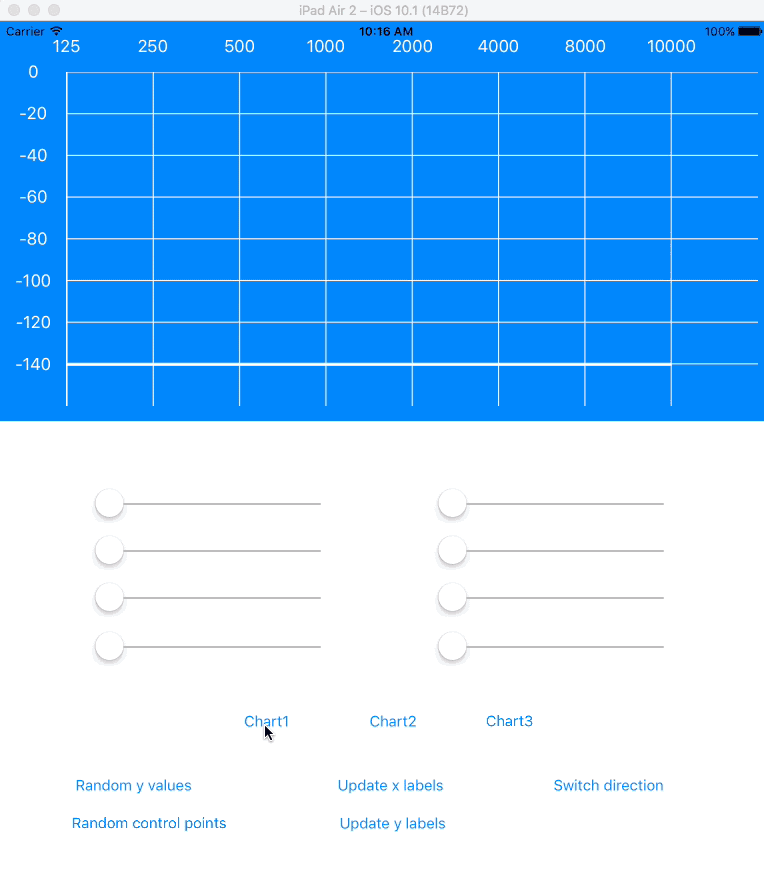 iPad Air 2 – iOS 10.1 (14B72)
Carrier 10:16 AM 100%
125 250 500 1000 2000 4000 8000 10000
0
-20
-40
-60
-80
-100
-120
-140
Chart1 Chart2 Chart3
Random y values Update x labels Switch direction
Random control points Update y labels